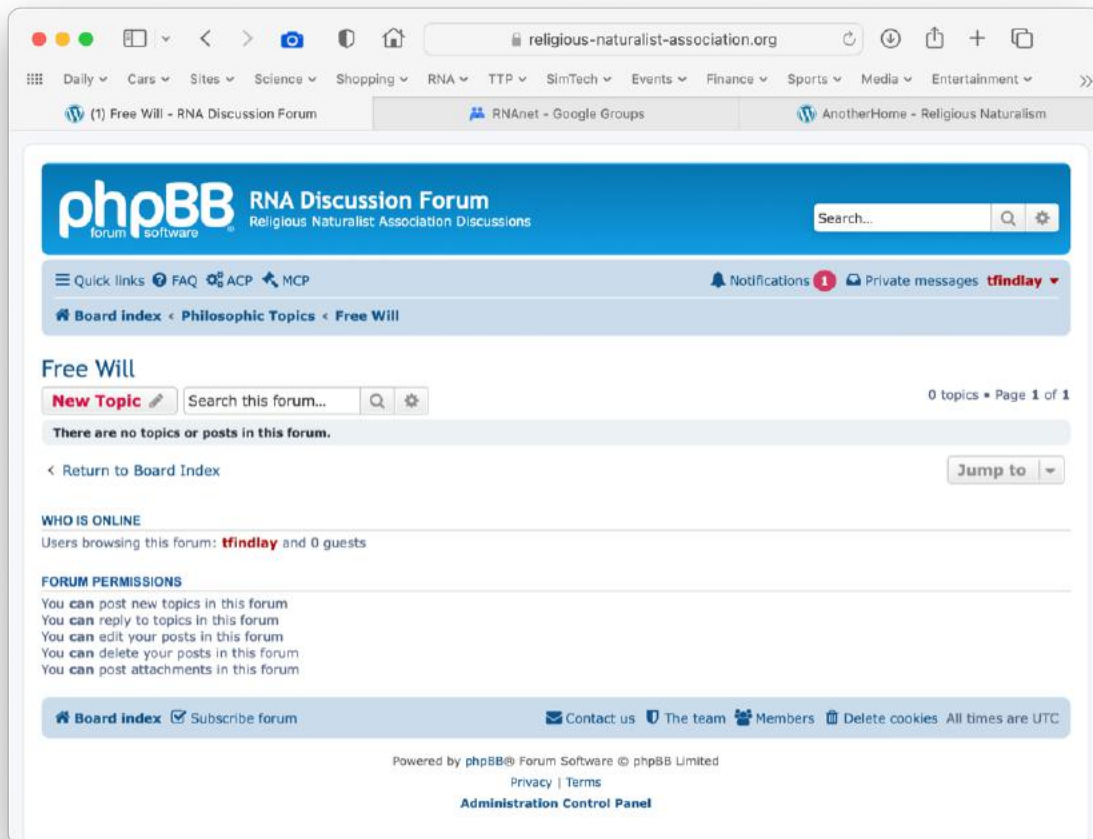 religious-naturalist-association.org
Daily Cars Sites Science Shopping RNA TTP SimTech Events Finance Sports Media Entertainment
(1) Free Will - RNA Discussion Forum RNAnet - Google Groups AnotherHome - Religious Naturalism
phpBB forum software
RNA Discussion Forum
Religious Naturalist Association Discussions
Search...
Quick links FAQ ACP MCP Notifications 1 Private messages tfindlay
Board index ‹ Philosophic Topics ‹ Free Will
Free Will
New Topic Search this forum... 0 topics • Page 1 of 1
There are no topics or posts in this forum.
‹ Return to Board Index Jump to
WHO IS ONLINE
Users browsing this forum: tfindlay and 0 guests
FORUM PERMISSIONS
You can post new topics in this forum
You can reply to topics in this forum
You can edit your posts in this forum
You can delete your posts in this forum
You can post attachments in this forum
Board index Subscribe forum Contact us The team Members Delete cookies All times are UTC
Powered by phpBB® Forum Software © phpBB Limited
Privacy | Terms
Administration Control Panel